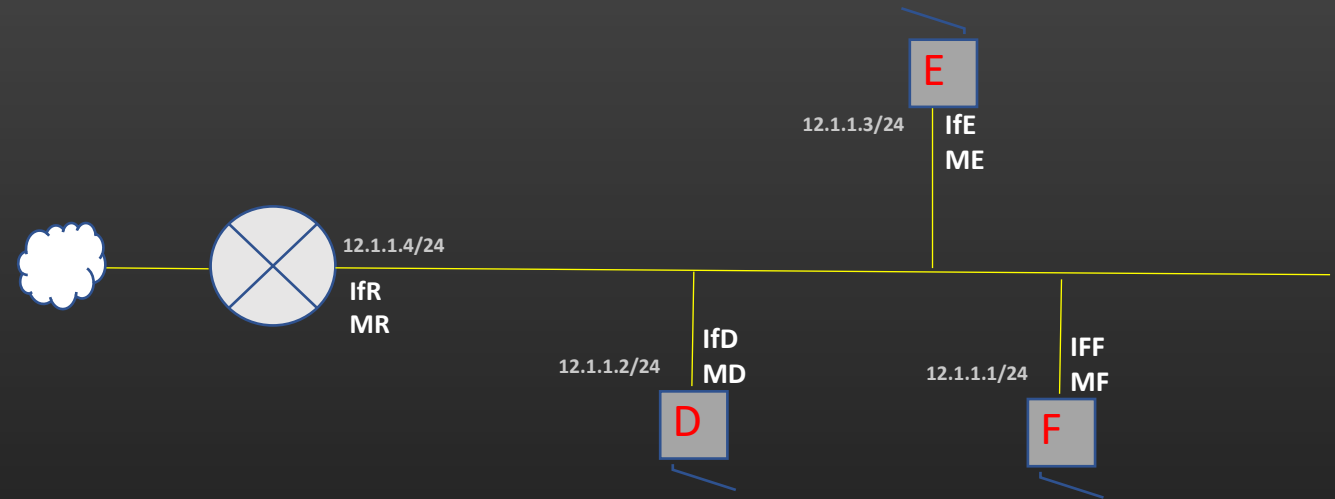 E
12.1.1.3/24
IfE
ME
12.1.1.4/24
IfR
MR
IfD
12.1.1.2/24
MD
D
IFF
12.1.1.1/24
MF
F